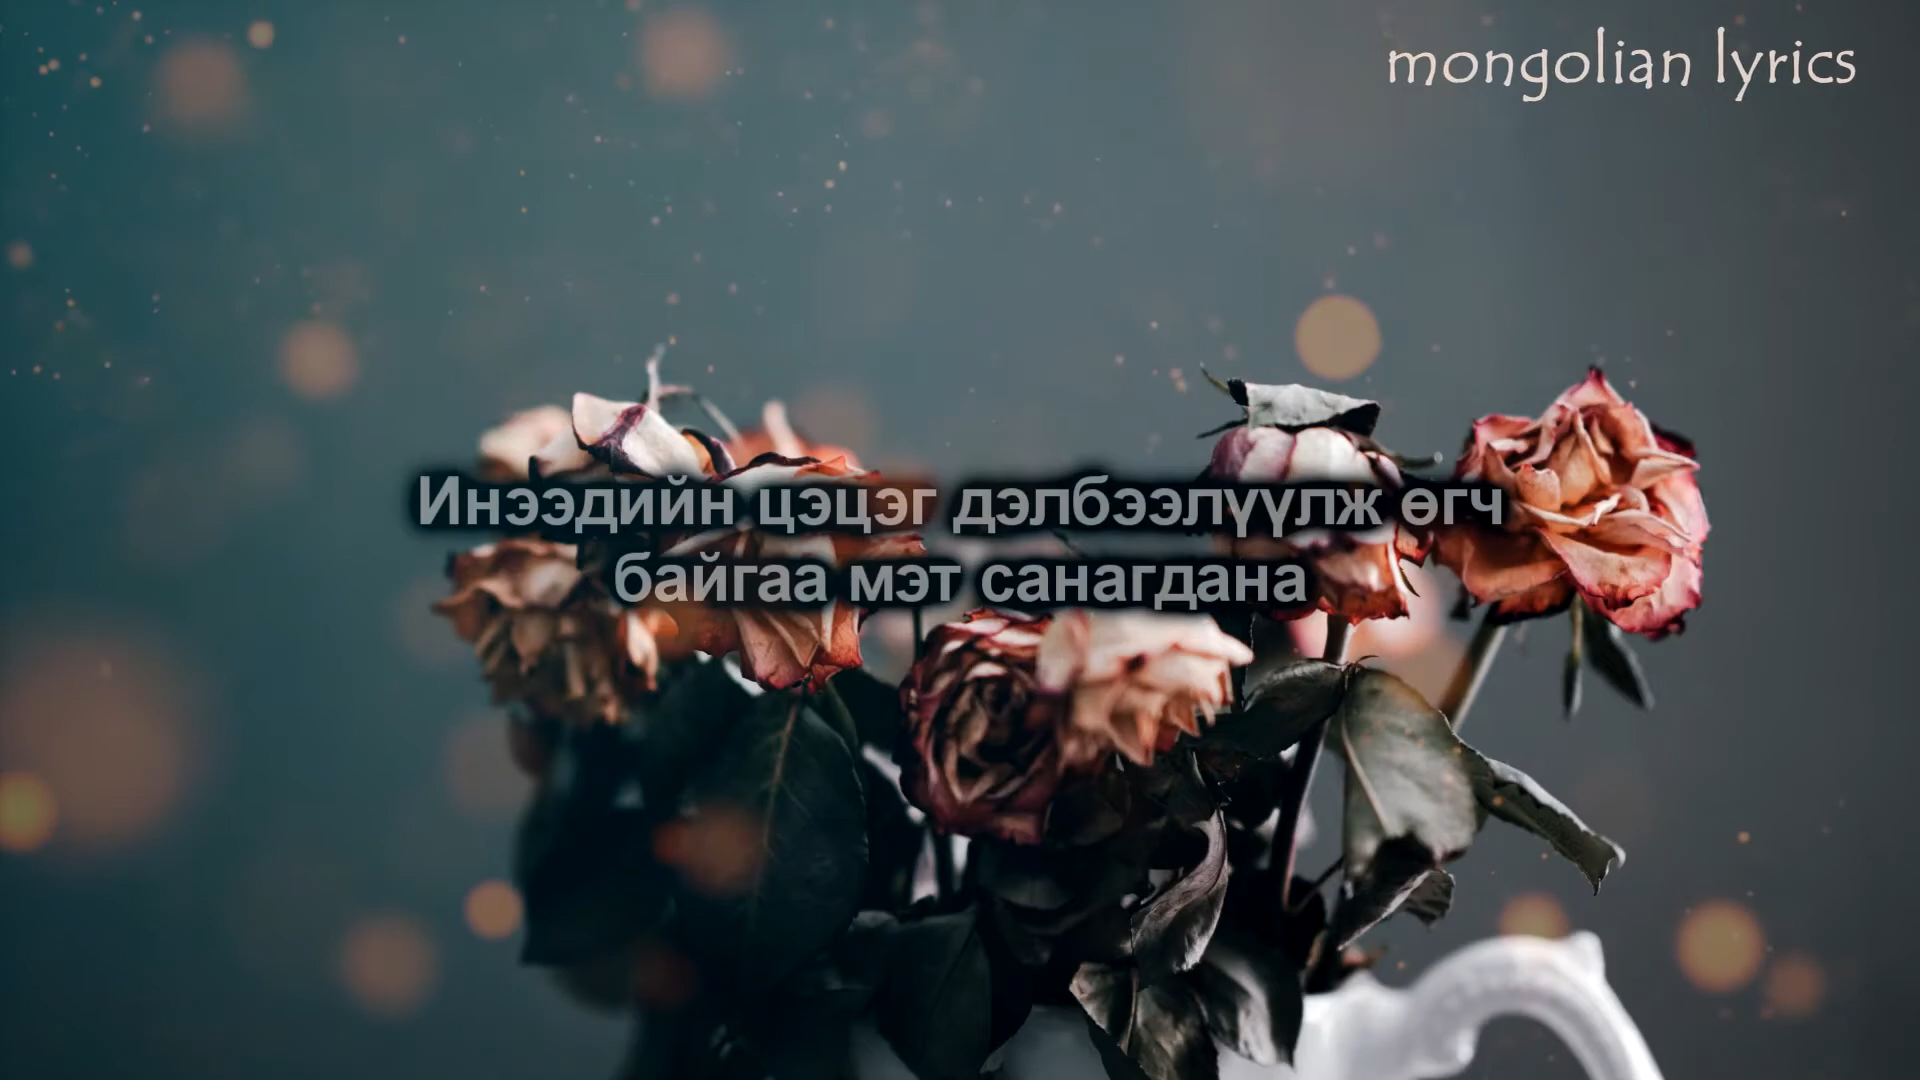 mongolian lyrics
Инээдийн цэцэг дэлбээлүүлж өгч
байгаа мэт санагдана